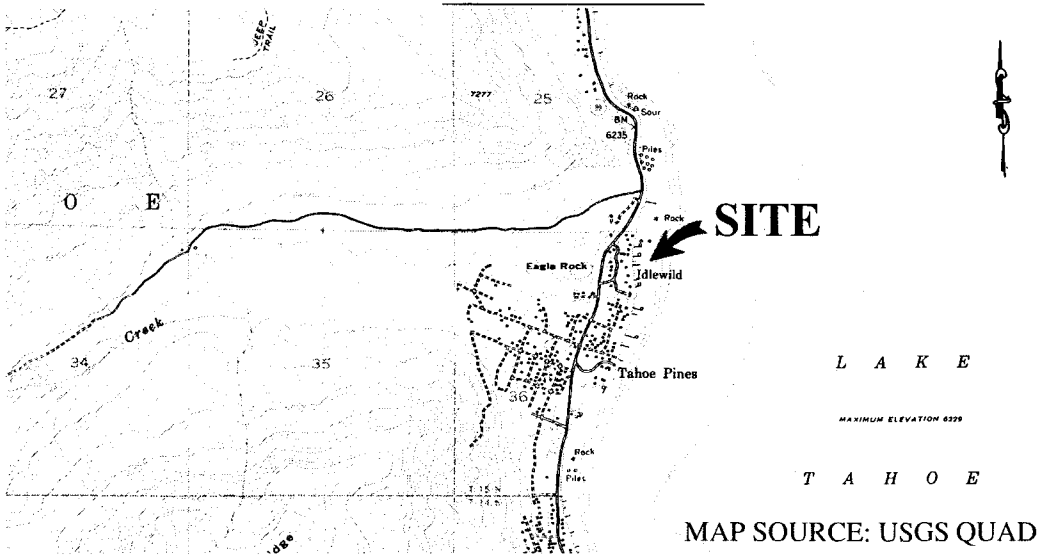 JEEP
TRAIL
27
26
7277
25
Rock
Sour
BM
6235
Piles
O E
Rock
SITE
Eagle Rock
Idlewild
Creek
34
35
36
Tahoe Pines
L A K E
MAXIMUM ELEVATION 6229
T A H O E
Rock
Piles
T 15 N
T 14 N
MAP SOURCE: USGS QUAD